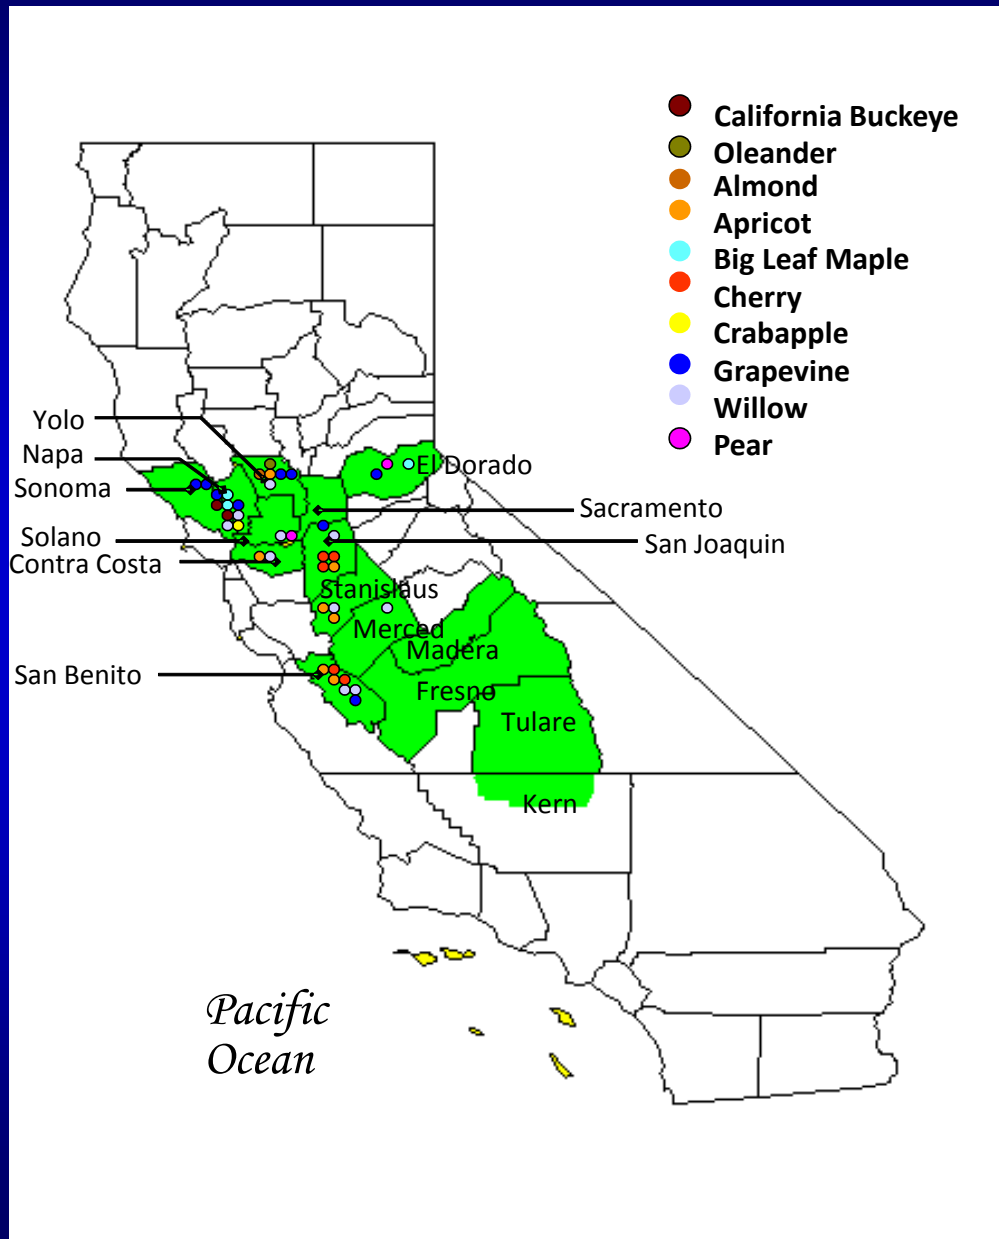 California Buckeye
Oleander
Almond
Apricot
Big Leaf Maple
Cherry
Crabapple
Grapevine
Willow
Pear
Yolo
Napa
Sonoma
El Dorado
Sacramento
Solano
San Joaquin
Contra Costa
Stanislaus
Merced
Madera
San Benito
Fresno
Tulare
Kern
Pacific
Ocean